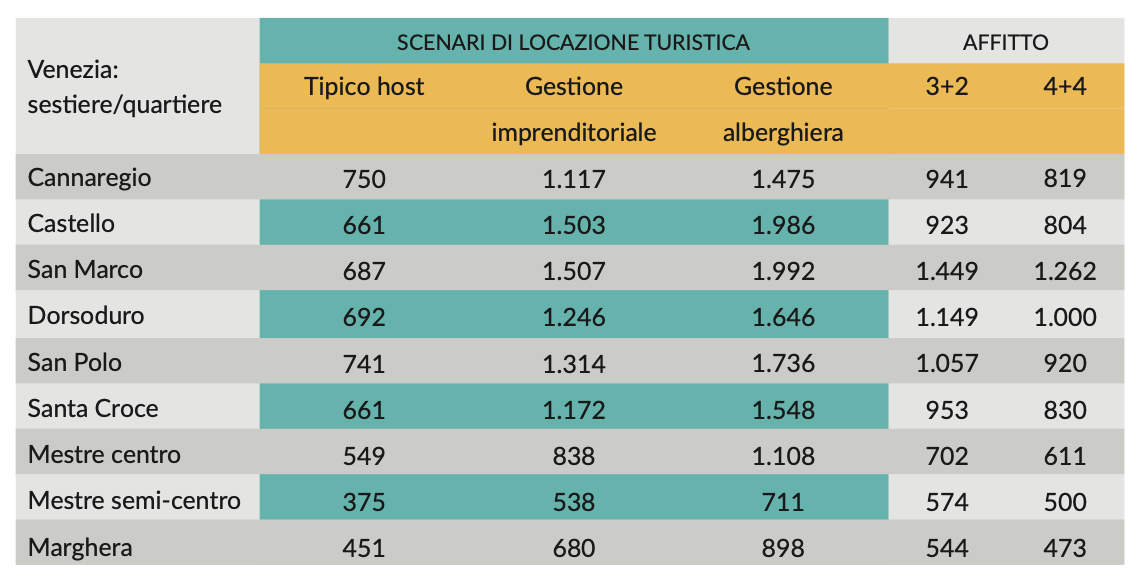 Venezia:
sestiere/quartiere
SCENARI DI LOCAZIONE TURISTICA AFFITTO
Tipico host Gestione Gestione 3+2 4+4
imprenditoriale alberghiera
Cannaregio 750 1.117 1.475 941 819
Castello 661 1.503 1.986 923 804
San Marco 687 1.507 1.992 1.449 1.262
Dorsoduro 692 1.246 1.646 1.149 1.000
San Polo 741 1.314 1.736 1.057 920
Santa Croce 661 1.172 1.548 953 830
Mestre centro 549 838 1.108 702 611
Mestre semi-centro 375 538 711 574 500
Marghera 451 680 898 544 473